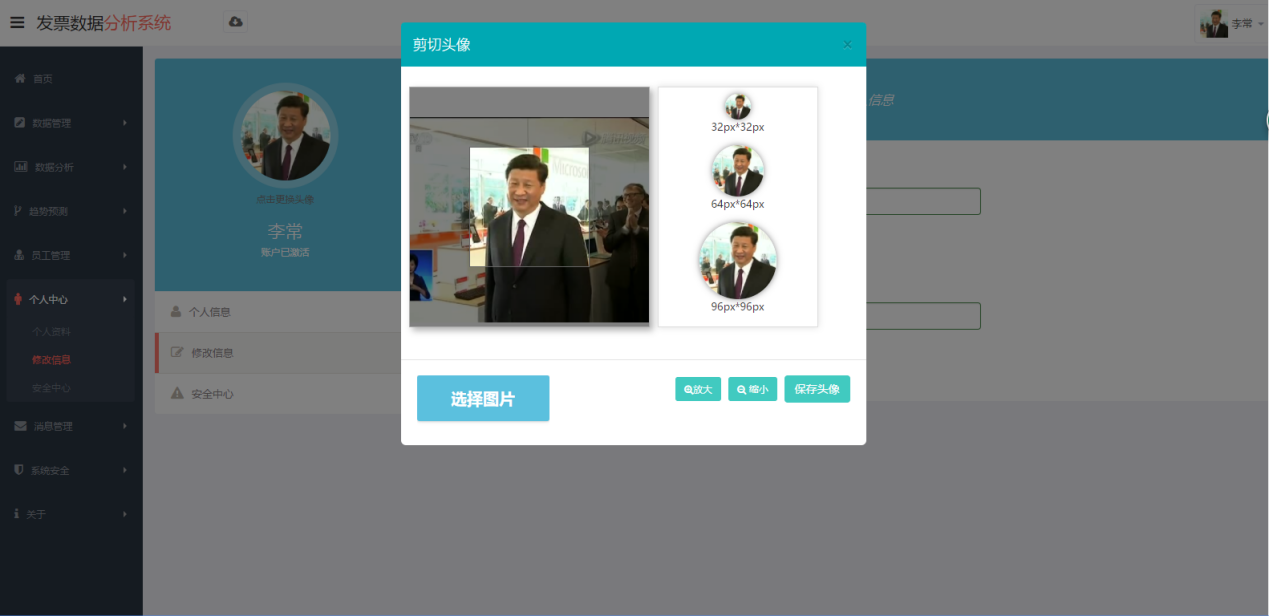 发票数据分析系统
李常
首页
数据管理
数据分析
趋势预测
员工管理
个人中心
个人资料
修改信息
安全中心
消息管理
系统安全
关于
点击更换头像
李常
账户已激活
个人信息
修改信息
安全中心
信息
剪切头像
×
Microsof
32px*32px
64px*64px
96px*96px
选择图片
放大
缩小
保存头像